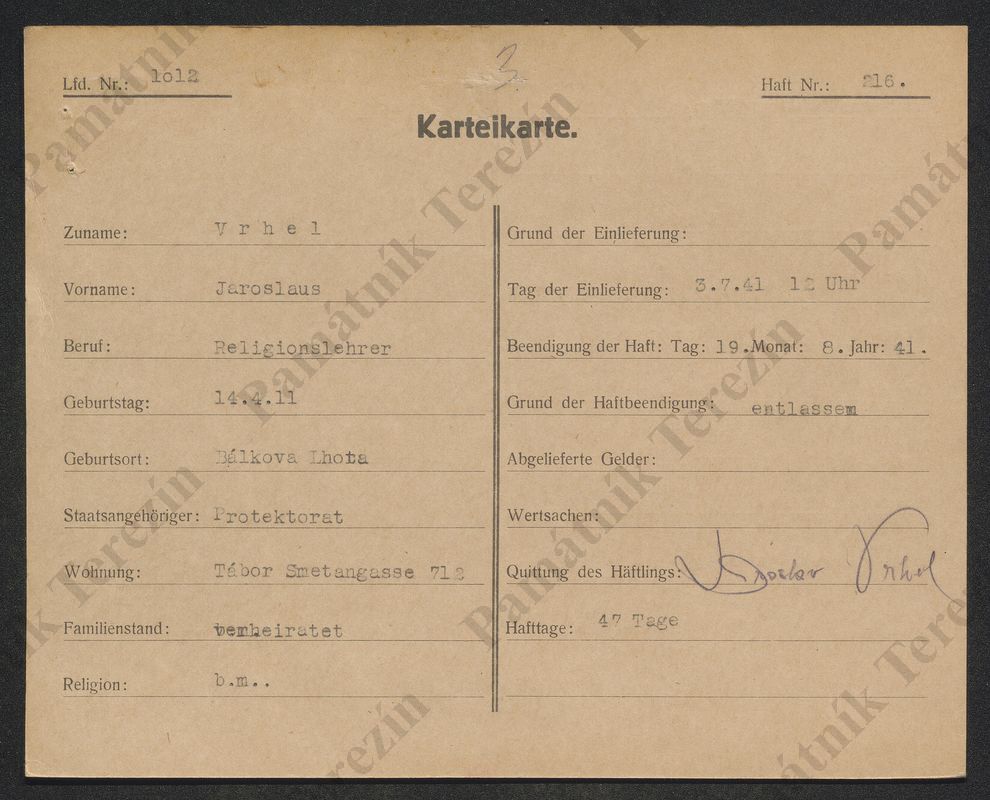 3
Lfd. Nr.: 1012
Haft Nr.: 216.
Karteikarte.
Zuname: Vrhel
Vorname: Jaroslaus
Beruf: Religionslehrer
Geburtstag: 14.4.11
Geburtsort: Bálkova Lhota
Staatsangehöriger: Protektorat
Wohnung: Tábor Smetangasse 712
Familienstand: verheiratet
Religion: b.m..
Grund der Einlieferung:
Tag der Einlieferung: 3.7.41 12 Uhr
Beendigung der Haft: Tag: 19. Monat: 8. Jahr: 41.
Grund der Haftbeendigung: entlassem
Abgelieferte Gelder:
Wertsachen:
Quittung des Häftlings: Jaroslav Vrhel
Hafttage: 47 Tage
Památník Terezín